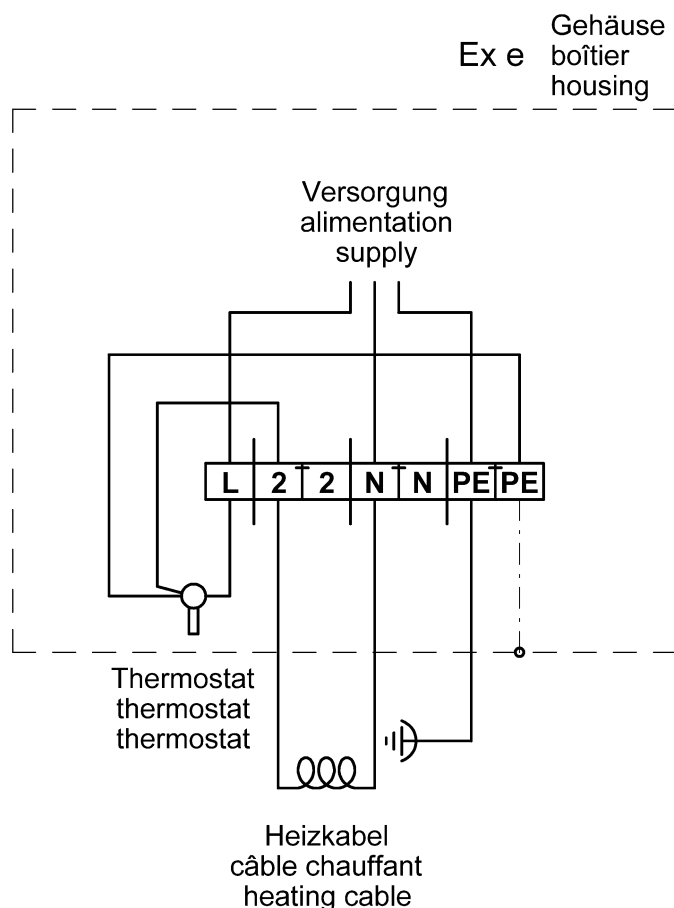 Ex e
Gehäuse
boîtier
housing
Versorgung
alimentation
supply
L 2 2 N N PE PE
Thermostat
thermostat
thermostat
Heizkabel
câble chauffant
heating cable